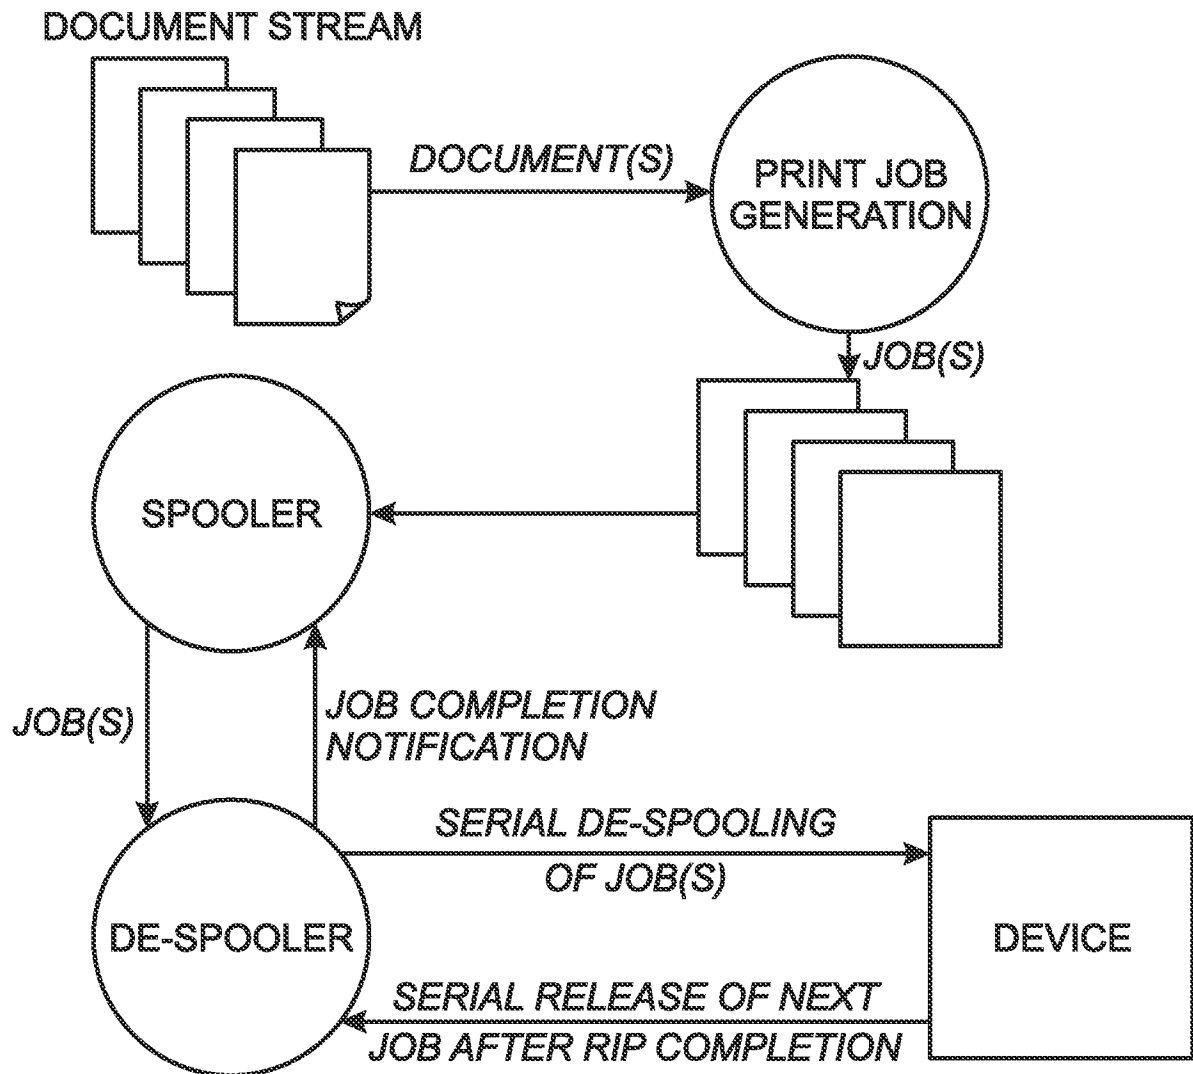 DOCUMENT STREAM
DOCUMENT(S)
PRINT JOB
GENERATION
JOB(S)
SPOOLER
JOB(S)
JOB COMPLETION
NOTIFICATION
SERIAL DE-SPOOLING
OF JOB(S)
DE-SPOOLER
DEVICE
SERIAL RELEASE OF NEXT
JOB AFTER RIP COMPLETION